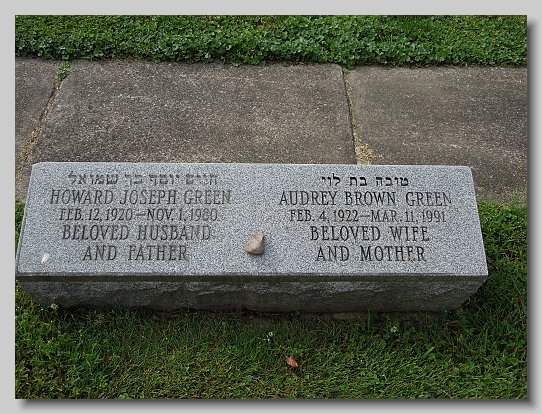 חיים יוסף בר שמואל
HOWARD JOSEPH GREEN
FEB. 12, 1920 – NOV. 1, 1980
BELOVED HUSBAND
AND FATHER
טובה בת לוי
AUDREY BROWN GREEN
FEB. 4, 1922 – MAR. 11, 1991
BELOVED WIFE
AND MOTHER